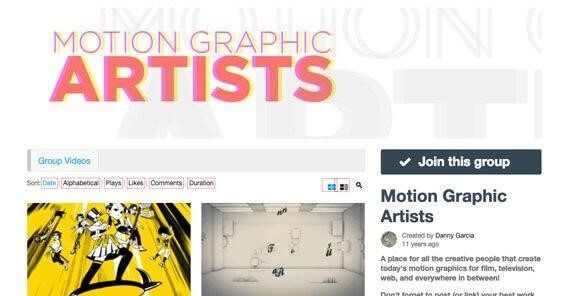 MOTION GRAPHIC
ARTISTS
Group Videos
Sort: Date Alphabetical Plays Likes Comments Duration
Join this group
Motion Graphic
Artists
Created by Danny Garcia
11 years ago
A place for all the creative people that create
today's motion graphics for film, television,
web, and everywhere in between!
Don't forget to post (or link) your best work